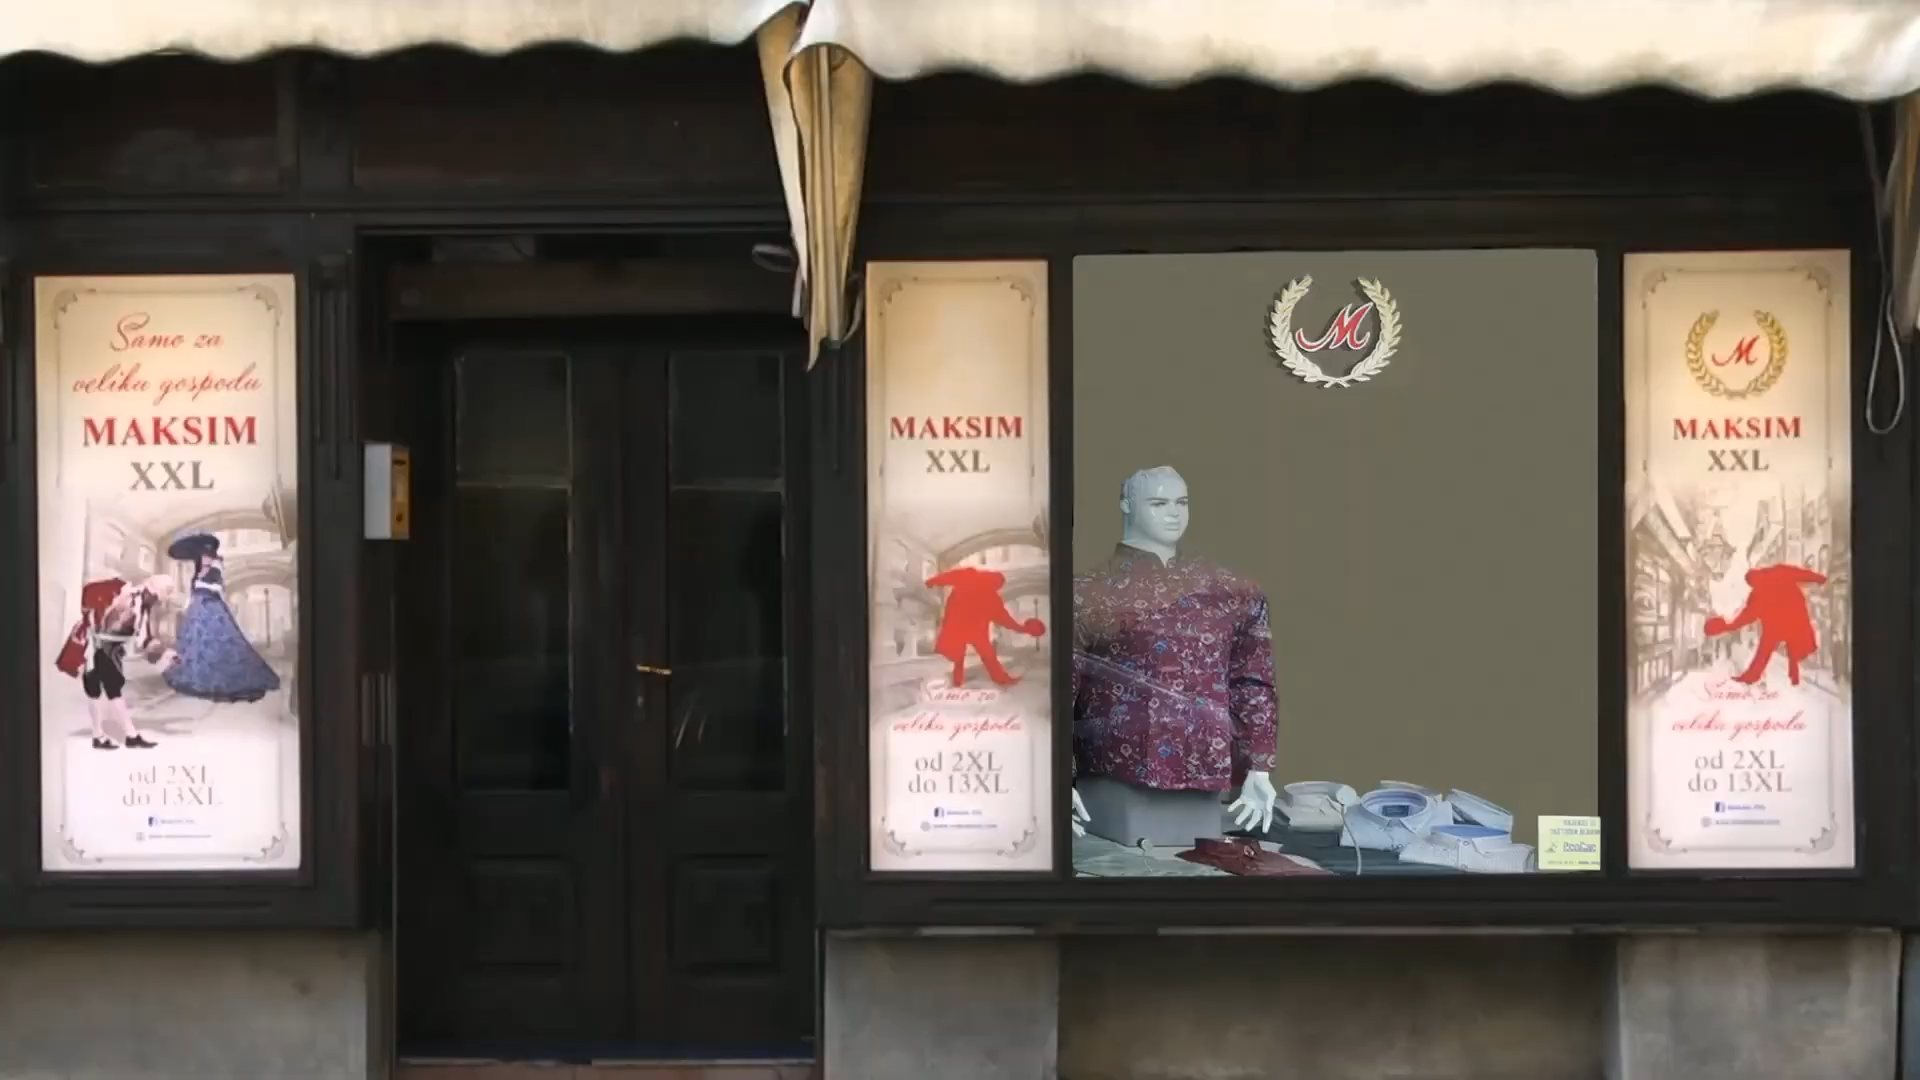 Samo za
veliku gospodu
MAKSIM
XXL
od 2XL
do 13XL
MAKSIM
XXL
Samo za
veliku gospodu
od 2XL
do 13XL
M
M
MAKSIM
XXL
Samo za
veliku gospodu
od 2XL
do 13XL